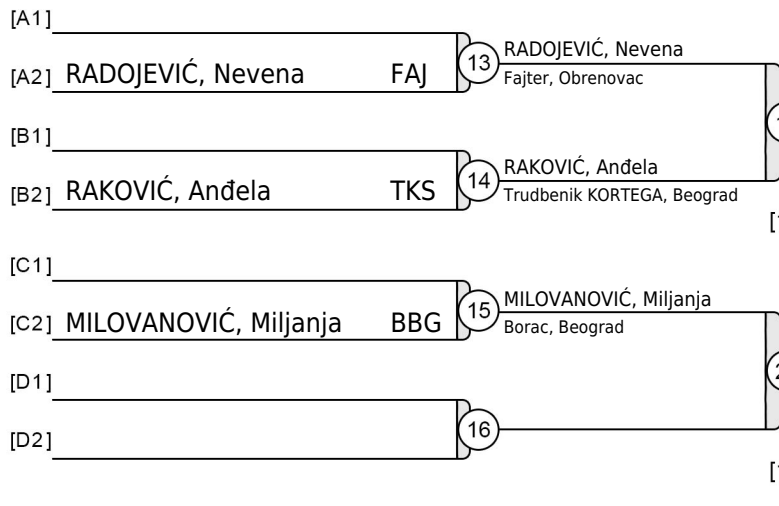 [A1]
[A2] RADOJEVIĆ, Nevena FAJ
13
RADOJEVIĆ, Nevena
Fajter, Obrenovac
[B1]
[B2] RAKOVIĆ, Anđela TKS
14
RAKOVIĆ, Anđela
Trudbenik KORTEGA, Beograd
[C1]
[C2] MILOVANOVIĆ, Miljanja BBG
15
MILOVANOVIĆ, Miljanja
Borac, Beograd
[D1]
[D2]
16